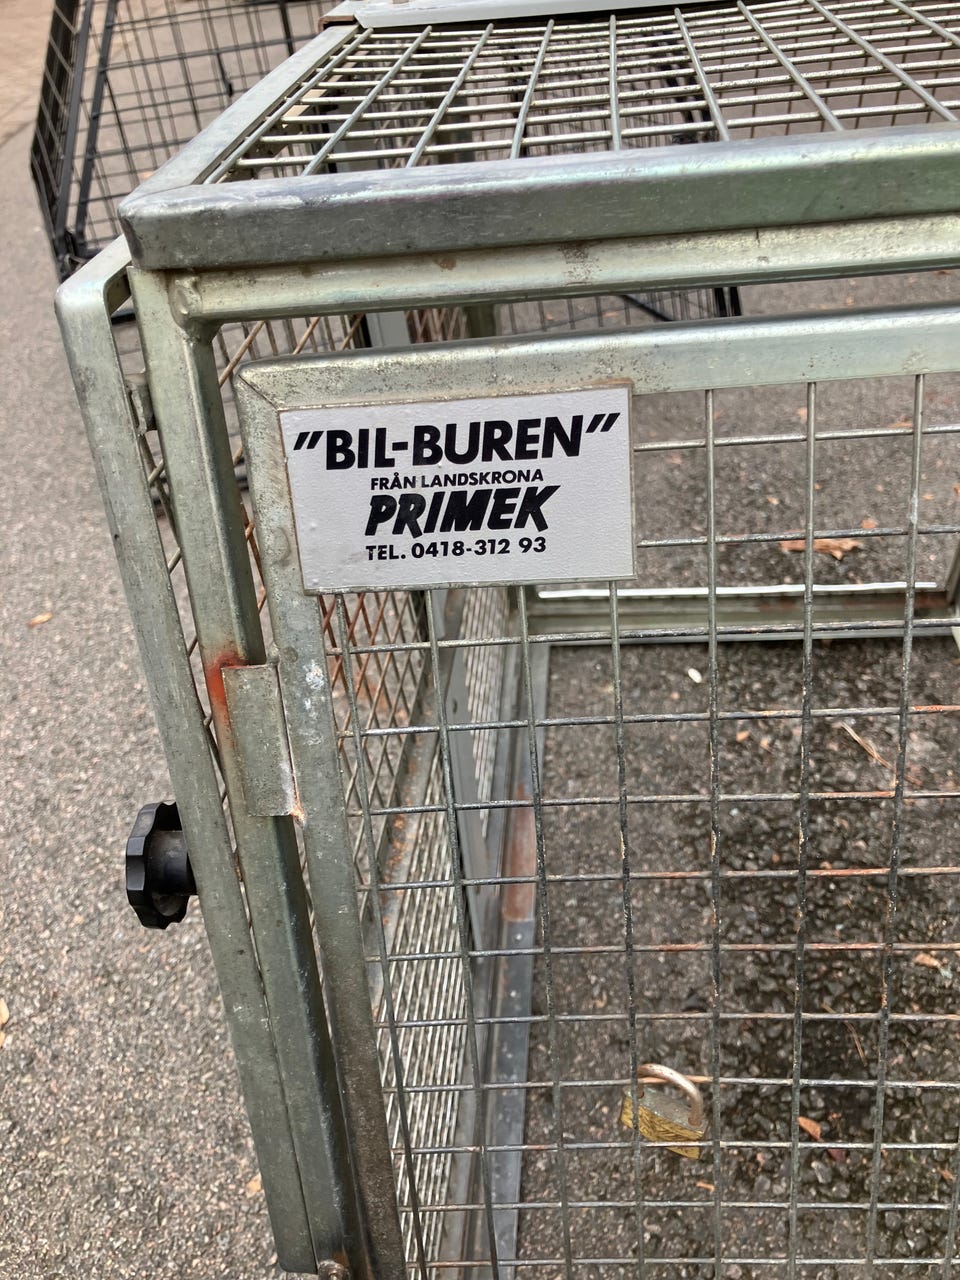 "BIL-BUREN"
FRÅN LANDSKRONA
PRIMEK
TEL. 0418-312 93